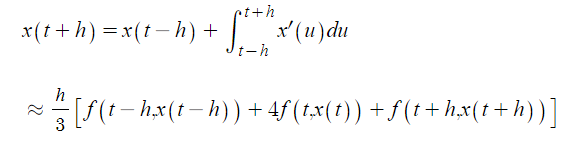 x(t+h) = x(t−h) + ∫_{t−h}^{t+h} x′(u)du
≈ h/3 [f(t−h,x(t−h)) + 4f(t,x(t)) + f(t+h,x(t+h))]